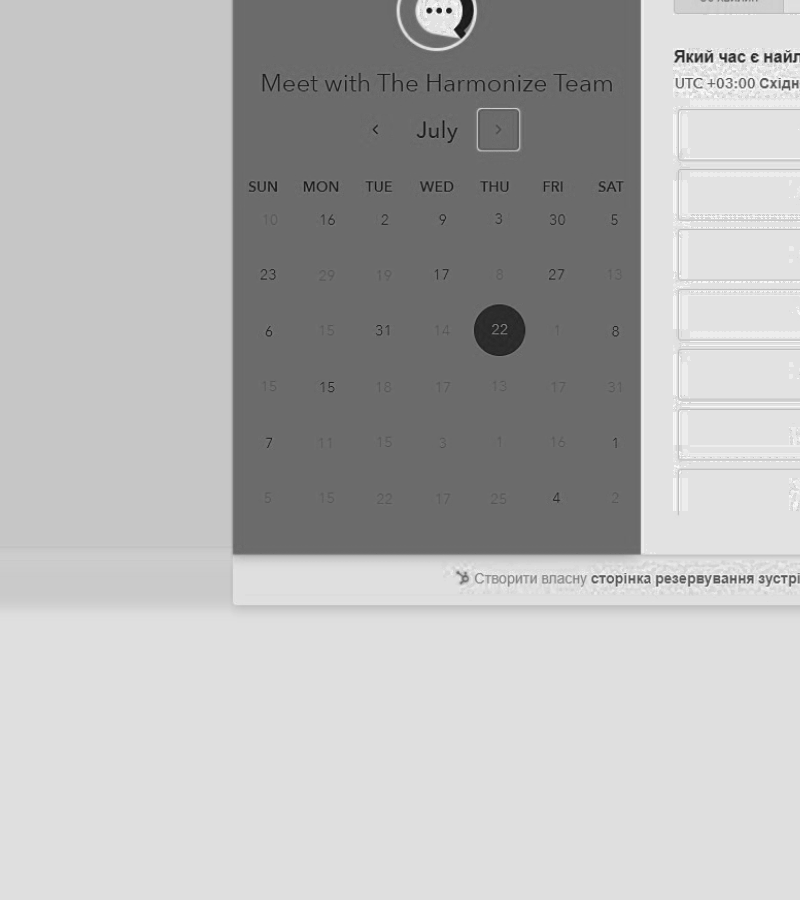 Meet with The Harmonize Team
July
SUN MON TUE WED THU FRI SAT
10 16 2 9 3 30 5
23 29 19 17 8 27 13
6 15 31 14 22 1 8
15 15 18 17 13 17 31
7 11 15 3 1 16 1
5 15 22 17 25 4 2
Який час є найл
UTC +03:00 Східн
Створити власну сторінка резервування зустрі